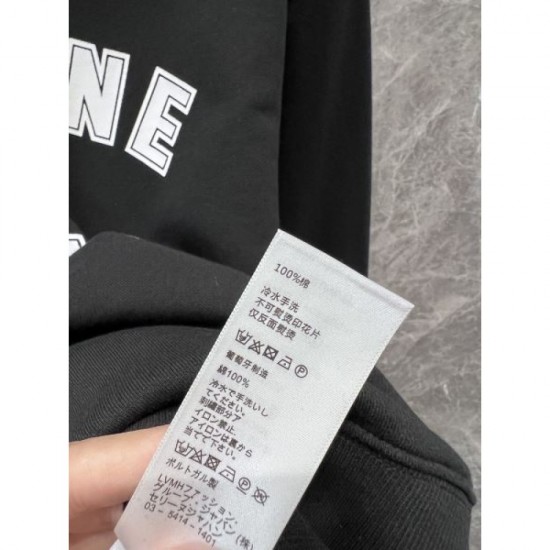 NE
100%棉
冷水手洗
不可熨烫印花片
仅反面熨烫
葡萄牙制造
綿100%
冷水で手洗いし
てください。
刺繍部分ア
イロン禁止
アイロンは裏から
当て下さい。
ポルトガル製
LVMHファッション・
グループ・ジャパン(株)
セリーヌジャパン
03 - 5414-1401